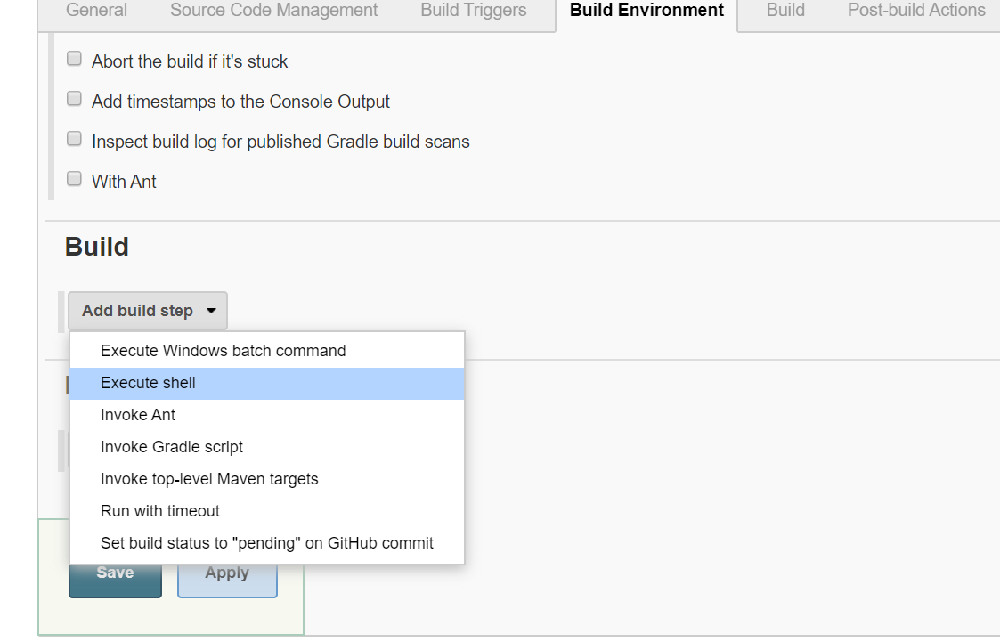 General Source Code Management Build Triggers Build Environment Build Post-build Actions
Abort the build if it's stuck
Add timestamps to the Console Output
Inspect build log for published Gradle build scans
With Ant
Build
Add build step
Execute Windows batch command
Execute shell
Invoke Ant
Invoke Gradle script
Invoke top-level Maven targets
Run with timeout
Set build status to "pending" on GitHub commit
Save Apply